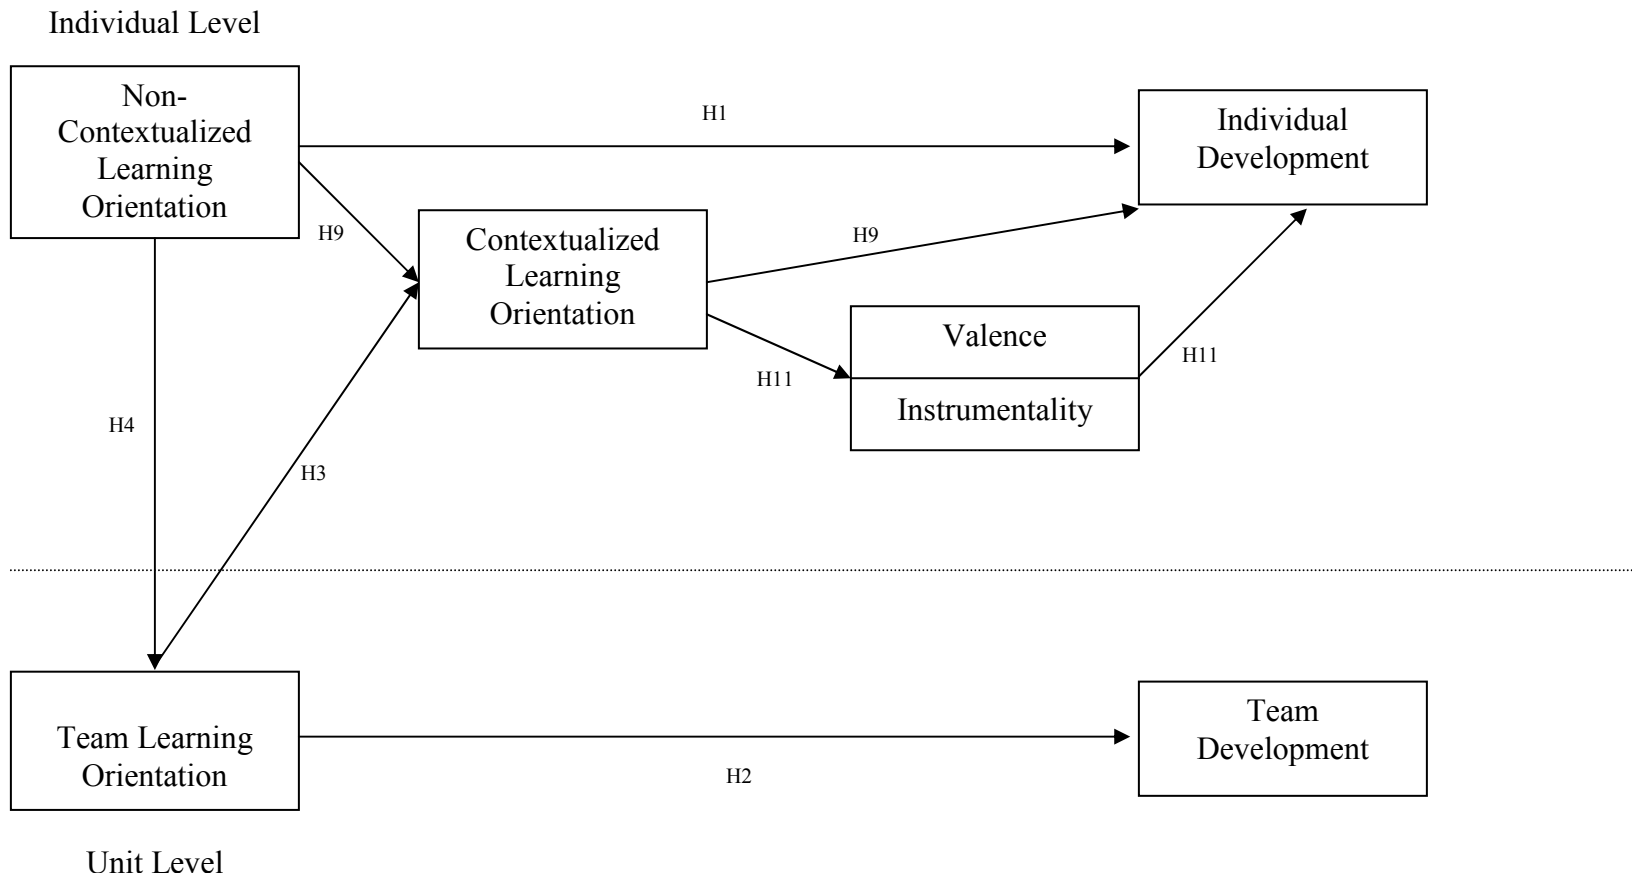 Individual Level
Non-
Contextualized
Learning
Orientation
H1
Individual
Development
H9
Contextualized
Learning
Orientation
H9
Valence
Instrumentality
H11
H11
H4
H3
Team Learning
Orientation
H2
Team
Development
Unit Level